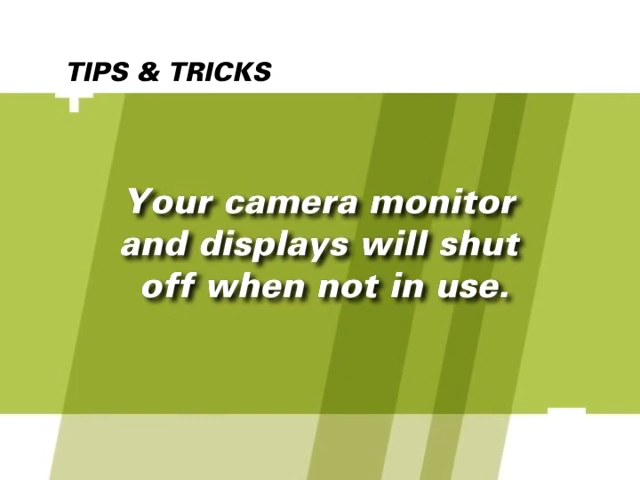 TIPS & TRICKS
Your camera monitor
and displays will shut
off when not in use.